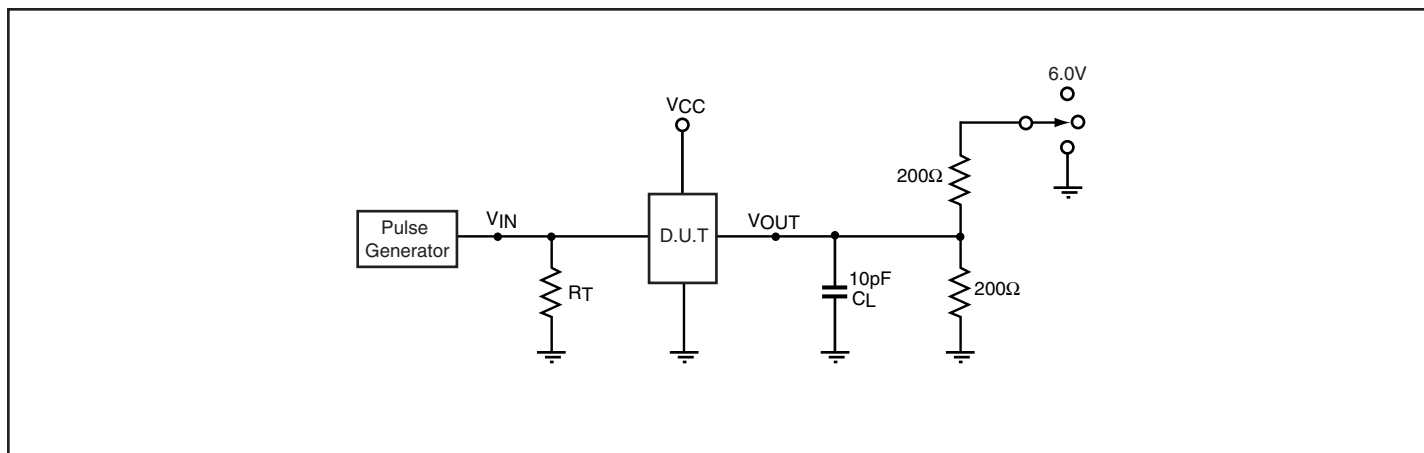 6.0V
VCC
200Ω
Pulse
Generator
VIN
D.U.T
VOUT
RT
10pF
CL
200Ω